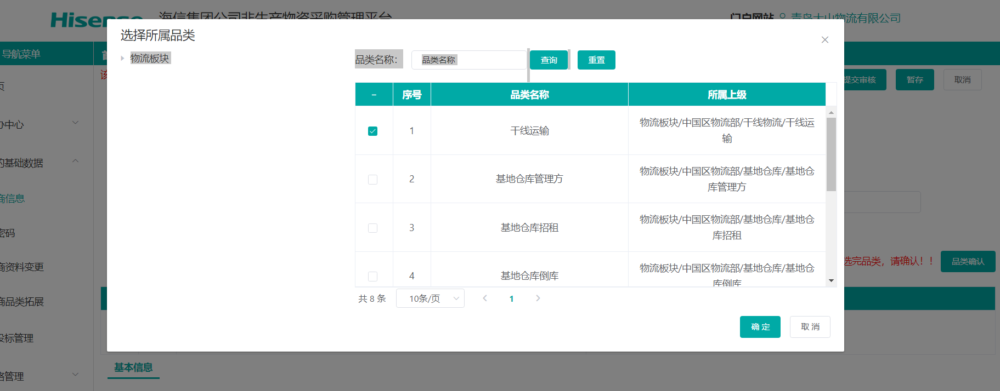 Hisense
海信集团公司非生产物资采购管理平台
门户网站 青岛大山物流有限公司
导航菜单
选择所属品类
物流板块
品类名称：
品类名称
查询
重置
提交审核
暂存
取消
－ 序号 品类名称 所属上级
1 干线运输 物流板块/中国区物流部/干线物流/干线运
输
2 基地仓库管理方 物流板块/中国区物流部/基地仓库/基地仓
库管理方
3 基地仓库招租 物流板块/中国区物流部/基地仓库/基地仓
库招租
4 基地仓库倒库 物流板块/中国区物流部/基地仓库/基地仓
库倒库
共 8 条 10条/页 1
确 定 取 消
页
办中心
的基础数据
商信息
密码
商资料变更
商品类拓展
投标管理
管理
选完品类，请确认！！
品类确认
基本信息